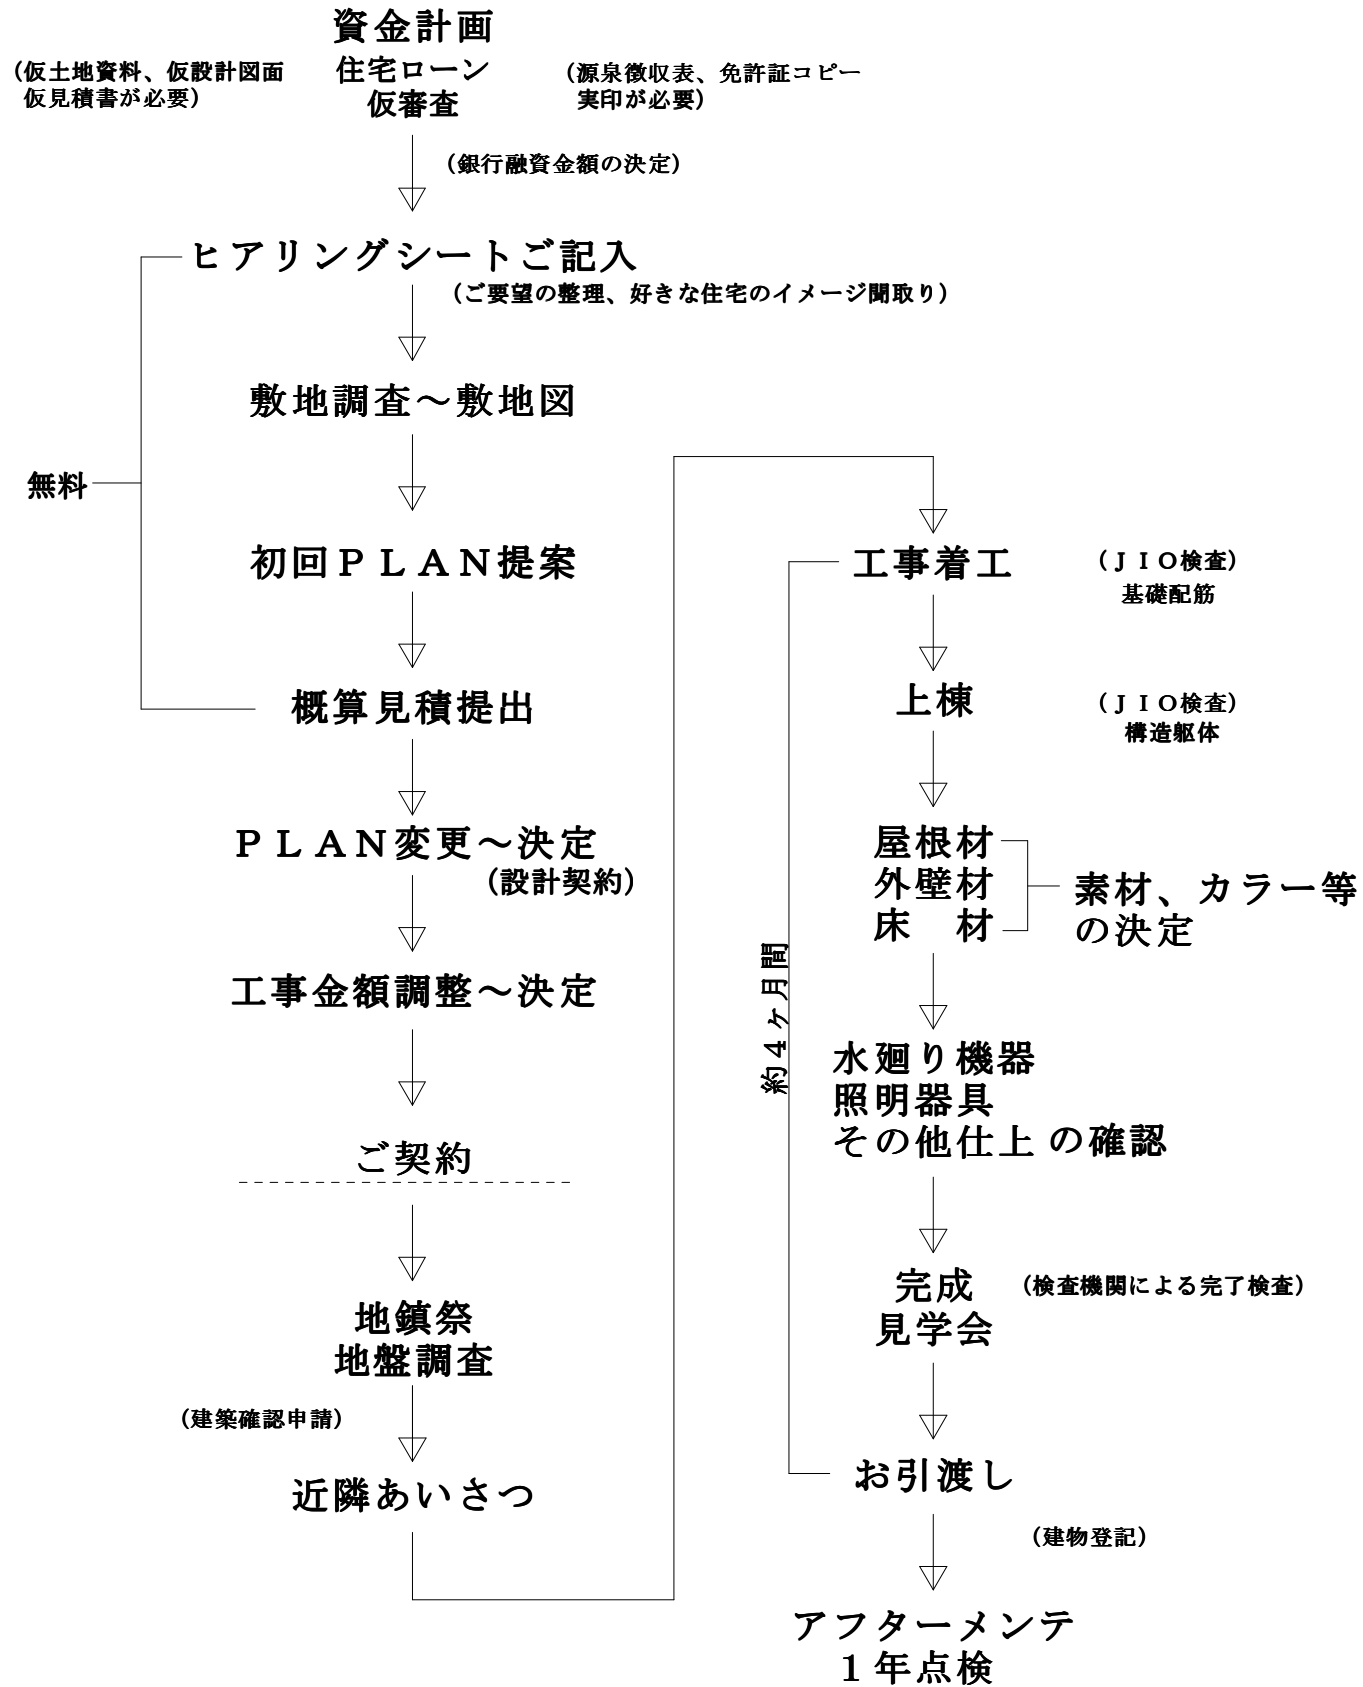 資金計画
住宅ローン
仮審査
（仮土地資料、仮設計図面
仮見積書が必要）
（源泉徴収表、免許証コピー
実印が必要）
（銀行融資金額の決定）
ヒアリングシートご記入
（ご要望の整理、好きな住宅のイメージ聞取り）
敷地調査～敷地図
無料
初回ＰＬＡＮ提案
概算見積提出
ＰＬＡＮ変更～決定
（設計契約）
工事金額調整～決定
ご契約
地鎮祭
地盤調査
（建築確認申請）
近隣あいさつ
工事着工
（ＪＩＯ検査）
基礎配筋
上棟
（ＪＩＯ検査）
構造躯体
屋根材
外壁材
床　材
素材、カラー等
の決定
約４ヶ月間
水廻り機器
照明器具
その他仕上 の確認
完成
見学会
（検査機関による完了検査）
お引渡し
（建物登記）
アフターメンテ
１年点検